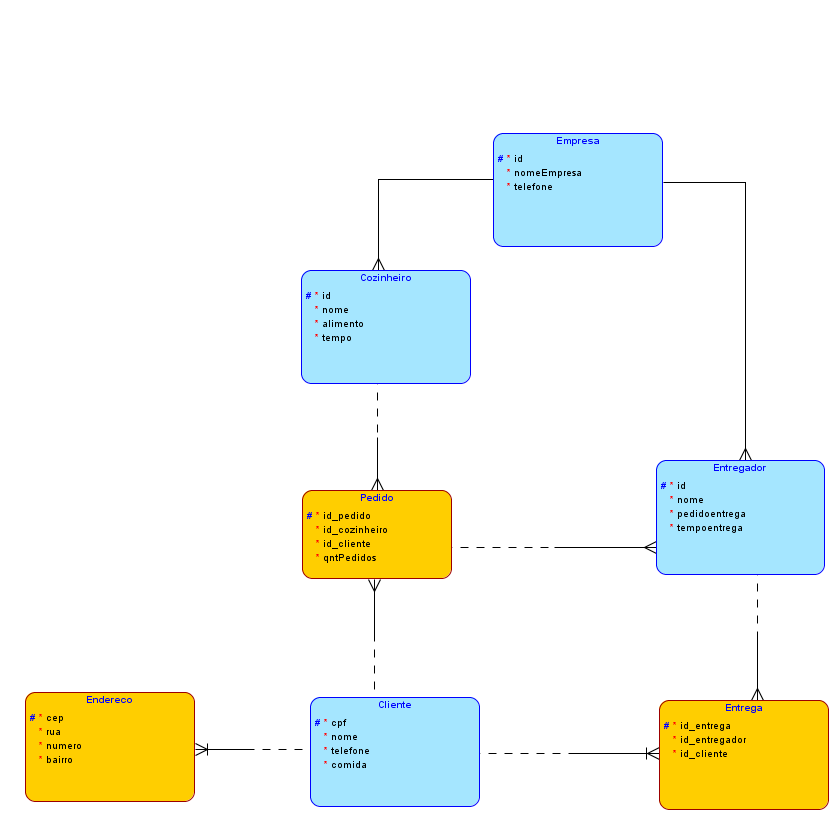 Empresa
# * id
* nomeEmpresa
* telefone
Cozinheiro
# * id
* nome
* alimento
* tempo
Entregador
# * id
* nome
* pedidoentrega
* tempoentrega
Pedido
# * id_pedido
* id_cozinheiro
* id_cliente
* qntPedidos
Endereco
# * cep
* rua
* numero
* bairro
Cliente
# * cpf
* nome
* telefone
* comida
Entrega
# * id_entrega
* id_entregador
* id_cliente